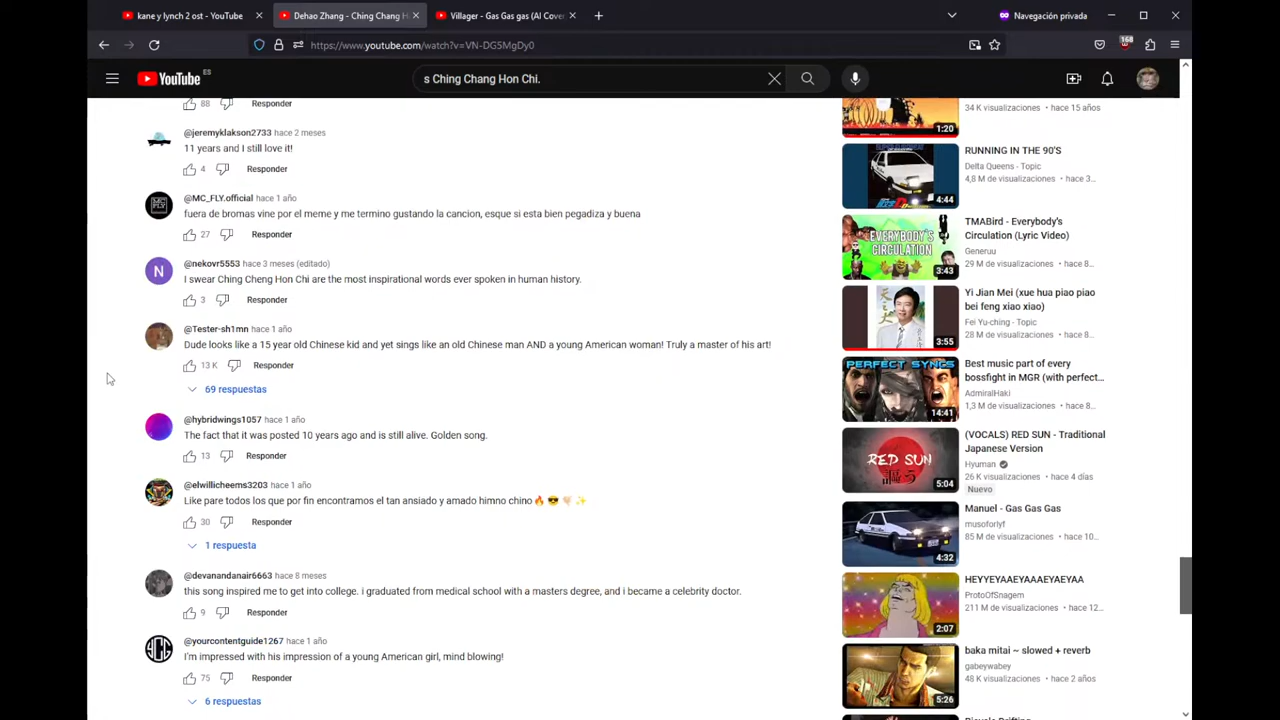 kane y lynch 2 ost - YouTube
Dehao Zhang - Ching Chang H
Villager - Gas Gas gas (AI Cover
Navegación privada
https://www.youtube.com/watch?v=VN-DGSMgDy0
168
YouTube ES
s Ching Chang Hon Chi.
88 Responder
@jeremyklakson2733 hace 2 meses
11 years and I still love it!
4 Responder
@MC_FLY.official hace 1 año
fuera de bromas vine por el meme y me termino gustando la cancion, esque si esta bien pegadiza y buena
27 Responder
N
@nekovr5553 hace 3 meses (editado)
I swear Ching Cheng Hon Chi are the most inspirational words ever spoken in human history.
3 Responder
@Tester-sh1mn hace 1 año
Dude looks like a 15 year old Chinese kid and yet sings like an old Chinese man AND a young American woman! Truly a master of his art!
13 K Responder
69 respuestas
@hybridwings1057 hace 1 año
The fact that it was posted 10 years ago and is still alive. Golden song.
13 Responder
@elwillicheems3203 hace 1 año
Like pare todos los que por fin encontramos el tan ansiado y amado himno chino🔥😎👏🏻✨
30 Responder
1 respuesta
@devanandanair6663 hace 8 meses
this song inspired me to get into college. i graduated from medical school with a masters degree, and i became a celebrity doctor.
9 Responder
@yourcontentguide1267 hace 1 año
I'm impressed with his impression of a young American girl, mind blowing!
75 Responder
6 respuestas
34 K visualizaciones • hace 15 años
1:20
RUNNING IN THE 90'S
Delta Queens - Topic
4,8 M de visualizaciones • hace 3...
4:44
TMABird - Everybody's
Circulation (Lyric Video)
Generuu
29 M de visualizaciones • hace 8...
EVERYBODY'S
CIRCULATION
3:43
Yi Jian Mei (xue hua piao piao
bei feng xiao xiao)
Fei Yu-ching - Topic
28 M de visualizaciones • hace 8...
3:55
Best music part of every
bossfight in MGR (with perfect...
AdmiralHaki
1,3 M de visualizaciones • hace 8...
PERFECT SYNCS
14:41
(VOCALS) RED SUN - Traditional
Japanese Version
Hyuman
26 K visualizaciones • hace 4 días
Nuevo
RED SUN
5:04
Manuel - Gas Gas Gas
musoforlyf
85 M de visualizaciones • hace 10...
4:32
HEYYEYAAEYAAAEYAEYAA
ProtoOfSnagem
211 M de visualizaciones • hace 12...
2:07
baka mitai ~ slowed + reverb
gabeywabey
48 K visualizaciones • hace 2 años
5:26